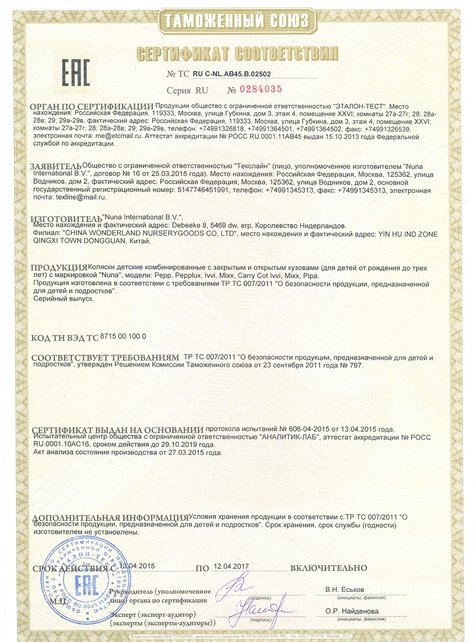 ТАМОЖЕННЫЙ СОЮЗ
СЕРТИФИКАТ СООТВЕТСТВИЯ
ЕАС
№ ТС RU C-NL.АВ45.В.02502
Серия RU № 0284035
ОРГАН ПО СЕРТИФИКАЦИИ Продукции общество с ограниченной ответственностью "ЭТАЛОН-ТЕСТ". Место
нахождения: Российская Федерация, 119333, Москва, улица Губкина, дом 3, этаж 4, помещение XXVI; комнаты 27а-27г; 28; 28а-
28в; 29; 29а-29в, фактический адрес: Российская Федерация, 119333, Москва, улица Губкина, дом 3, этаж 4, помещение XXVI;
комнаты 27а-27г; 28; 28а-28в; 29; 29а-29в, телефон: +74991326818, +74991364501, +74991364502, факс: +74991326539,
электронная почта: me@etcmail.ru. Аттестат аккредитации № РОСС RU.0001.11АВ45 выдан 15.10.2013 года Федеральной
службой по аккредитации.
ЗАЯВИТЕЛЬ Общество с ограниченной ответственностью "Текслайн" (лицо, уполномоченное изготовителем "Nuna
International B.V.", договор № 16 от 25.03.2015 года). Место нахождения: Российская Федерация, 125362, Москва, улица
Водников, дом 2, фактический адрес: Российская Федерация, 125362, Москва, улица Водников, дом 2, основной
государственный регистрационный номер: 5147746451991, телефон: +74991345313, факс: +74991345313, электронная
почта: texline@mail.ru.
ИЗГОТОВИТЕЛЬ "Nuna International B.V.".
Место нахождения и фактический адрес: Debeeke 8, 5469 dw, erp, Королевство Нидерландов.
Филиал: "CHINA WONDERLAND NURSERYGOODS CO, LTD", место нахождения и фактический адрес: YIN HU IND ZONE
QINGXI TOWN DONGGUAN, Китай.
ПРОДУКЦИЯ Коляски детские комбинированные с закрытым и открытым кузовами (для детей от рождения до трех
лет) с маркировкой "Nuna", модели: Pepp, Pepplux, Ivvi, Mixx, Carry Cot Ivvi, Mixx, Pipa.
Продукция изготовлена в соответствии с требованиями ТР ТС 007/2011 "О безопасности продукции, предназначенной
для детей и подростков".
Серийный выпуск.
КОД ТН ВЭД ТС 8715 00 100 0
СООТВЕТСТВУЕТ ТРЕБОВАНИЯМ ТР ТС 007/2011 "О безопасности продукции, предназначенной для детей и
подростков", утвержден Решением Комиссии Таможенного союза от 23 сентября 2011 года № 797.
СЕРТИФИКАТ ВЫДАН НА ОСНОВАНИИ протокола испытаний № 606-04-2015 от 13.04.2015 года.
Испытательный центр общества с ограниченной ответственностью "АНАЛИТИК-ЛАБ", аттестат аккредитации № РОСС
RU.0001.10АС16, сроком действия до 29.10.2019 года.
Акт анализа состояния производства от 27.03.2015 года.
ДОПОЛНИТЕЛЬНАЯ ИНФОРМАЦИЯ Условия хранения продукции в соответствии с ТР ТС 007/2011 "О
безопасности продукции, предназначенной для детей и подростков". Срок хранения, срок службы (годности)
изготовителем не установлены.
СРОК ДЕЙСТВИЯ С 13.04.2015 ПО 12.04.2017 ВКЛЮЧИТЕЛЬНО
М.П.
Руководитель (уполномоченное
лицо) органа по сертификации
(подпись)
В.Н. Еськов
(инициалы, фамилия)
Эксперт (эксперт-аудитор)
(эксперты (эксперты-аудиторы))
(подпись)
О.Р. Найденова
(инициалы, фамилия)